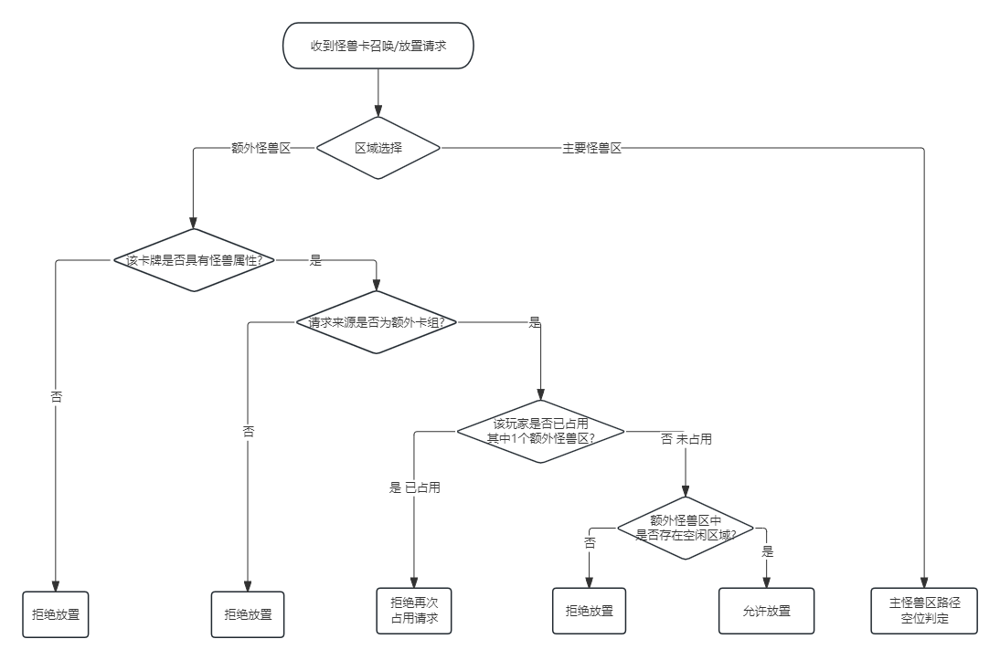 收到怪兽卡召唤/放置请求
区域选择
额外怪兽区
主要怪兽区
该卡牌是否具有怪兽属性?
是
请求来源是否为额外卡组?
是
否
否
该玩家是否已占用
其中1个额外怪兽区?
否 未占用
是 已占用
额外怪兽区中
是否存在空闲区域?
否
是
拒绝放置
拒绝放置
拒绝再次
占用请求
拒绝放置
允许放置
主怪兽区路径
空位判定